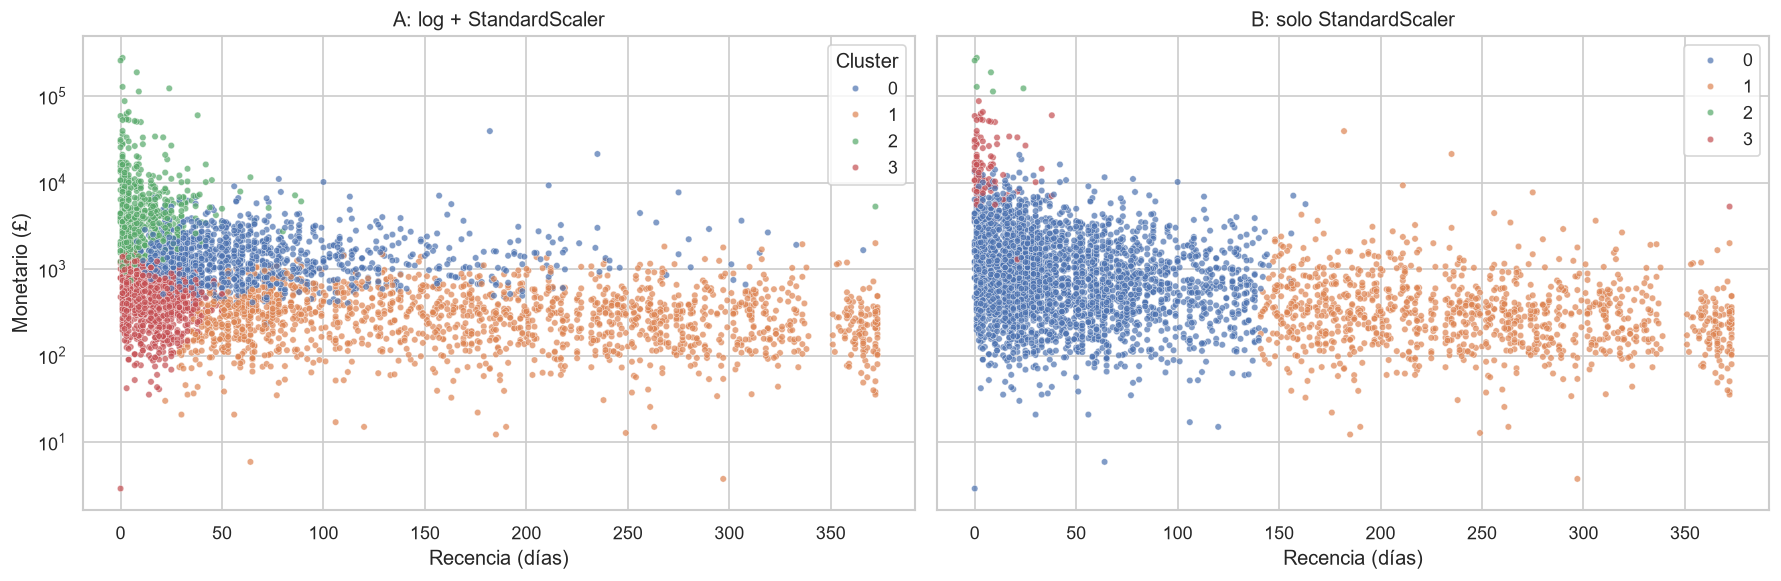 A: log + StandardScaler
B: solo StandardScaler
Monetario (£)
10^5
10^4
10^3
10^2
10^1
Cluster
0
1
2
3
0
1
2
3
0 50 100 150 200 250 300 350
0 50 100 150 200 250 300 350
Recencia (días)
Recencia (días)